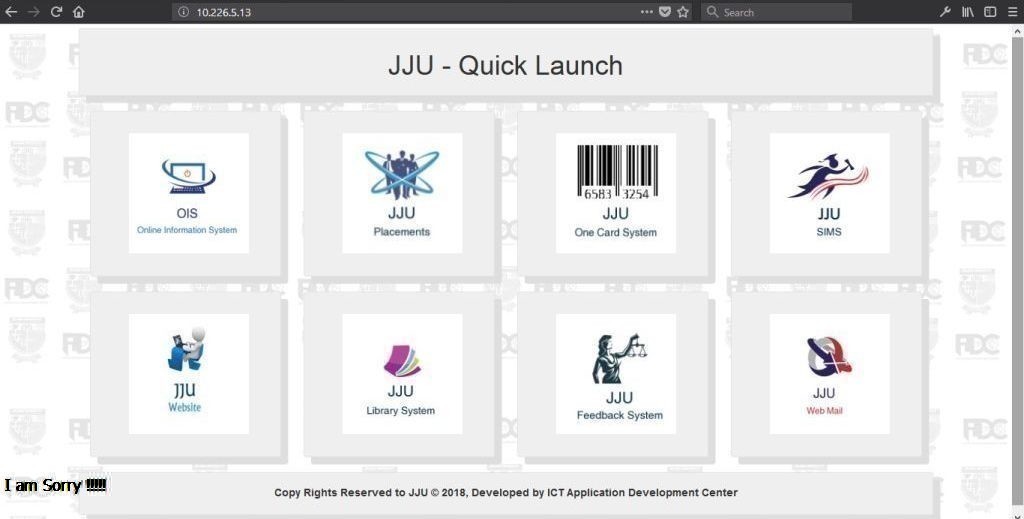 10.226.5.13
Search
JJU - Quick Launch
OIS
Online Information System
JJU
Placements
6583 3254
JJU
One Card System
JJU
SIMS
JJU
Website
JJU
Library System
JJU
Feedback System
JJU
Web Mail
I am Sorry !!!!!
Copy Rights Reserved to JJU © 2018, Developed by ICT Application Development Center